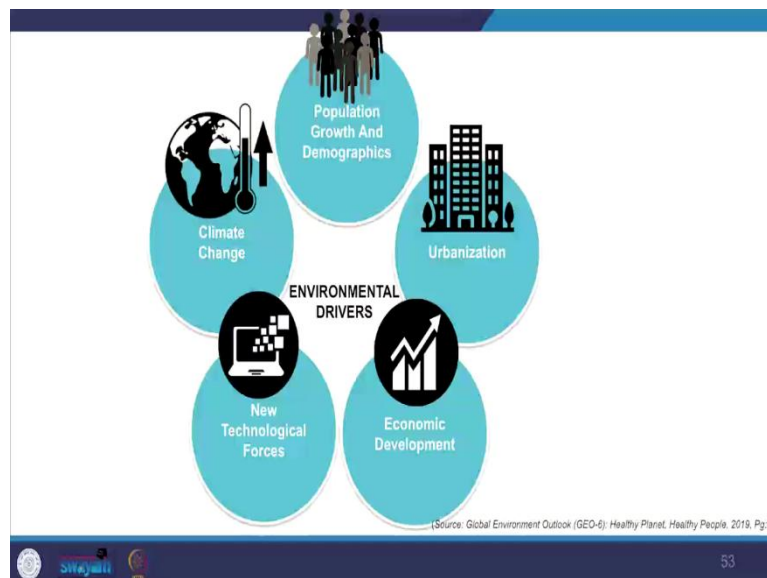 Population
Growth And
Demographics
Climate
Change
Urbanization
ENVIRONMENTAL
DRIVERS
New
Technological
Forces
Economic
Development
(Source: Global Environment Outlook (GEO-6): Healthy Planet, Healthy People, 2019, Pg:
swayam
53